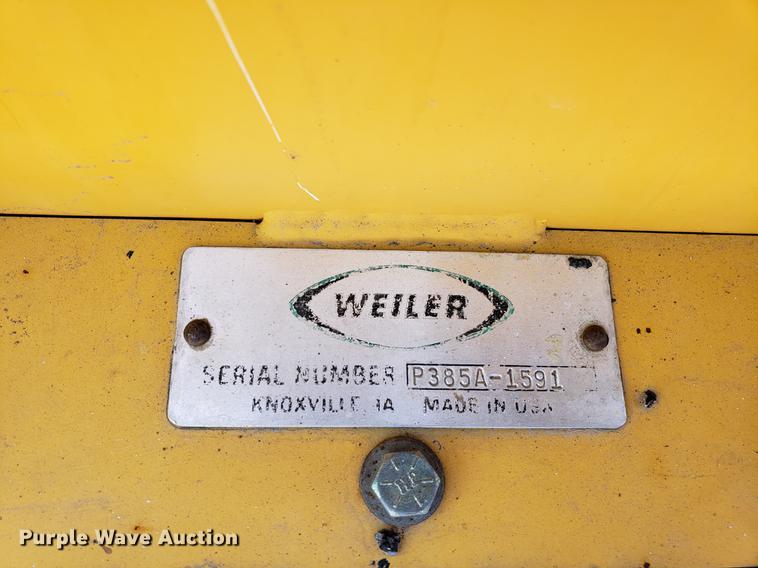 WEILER
SERIAL NUMBER P385A-1591
KNOXVILLE, IA MADE IN USA
Purple Wave Auction